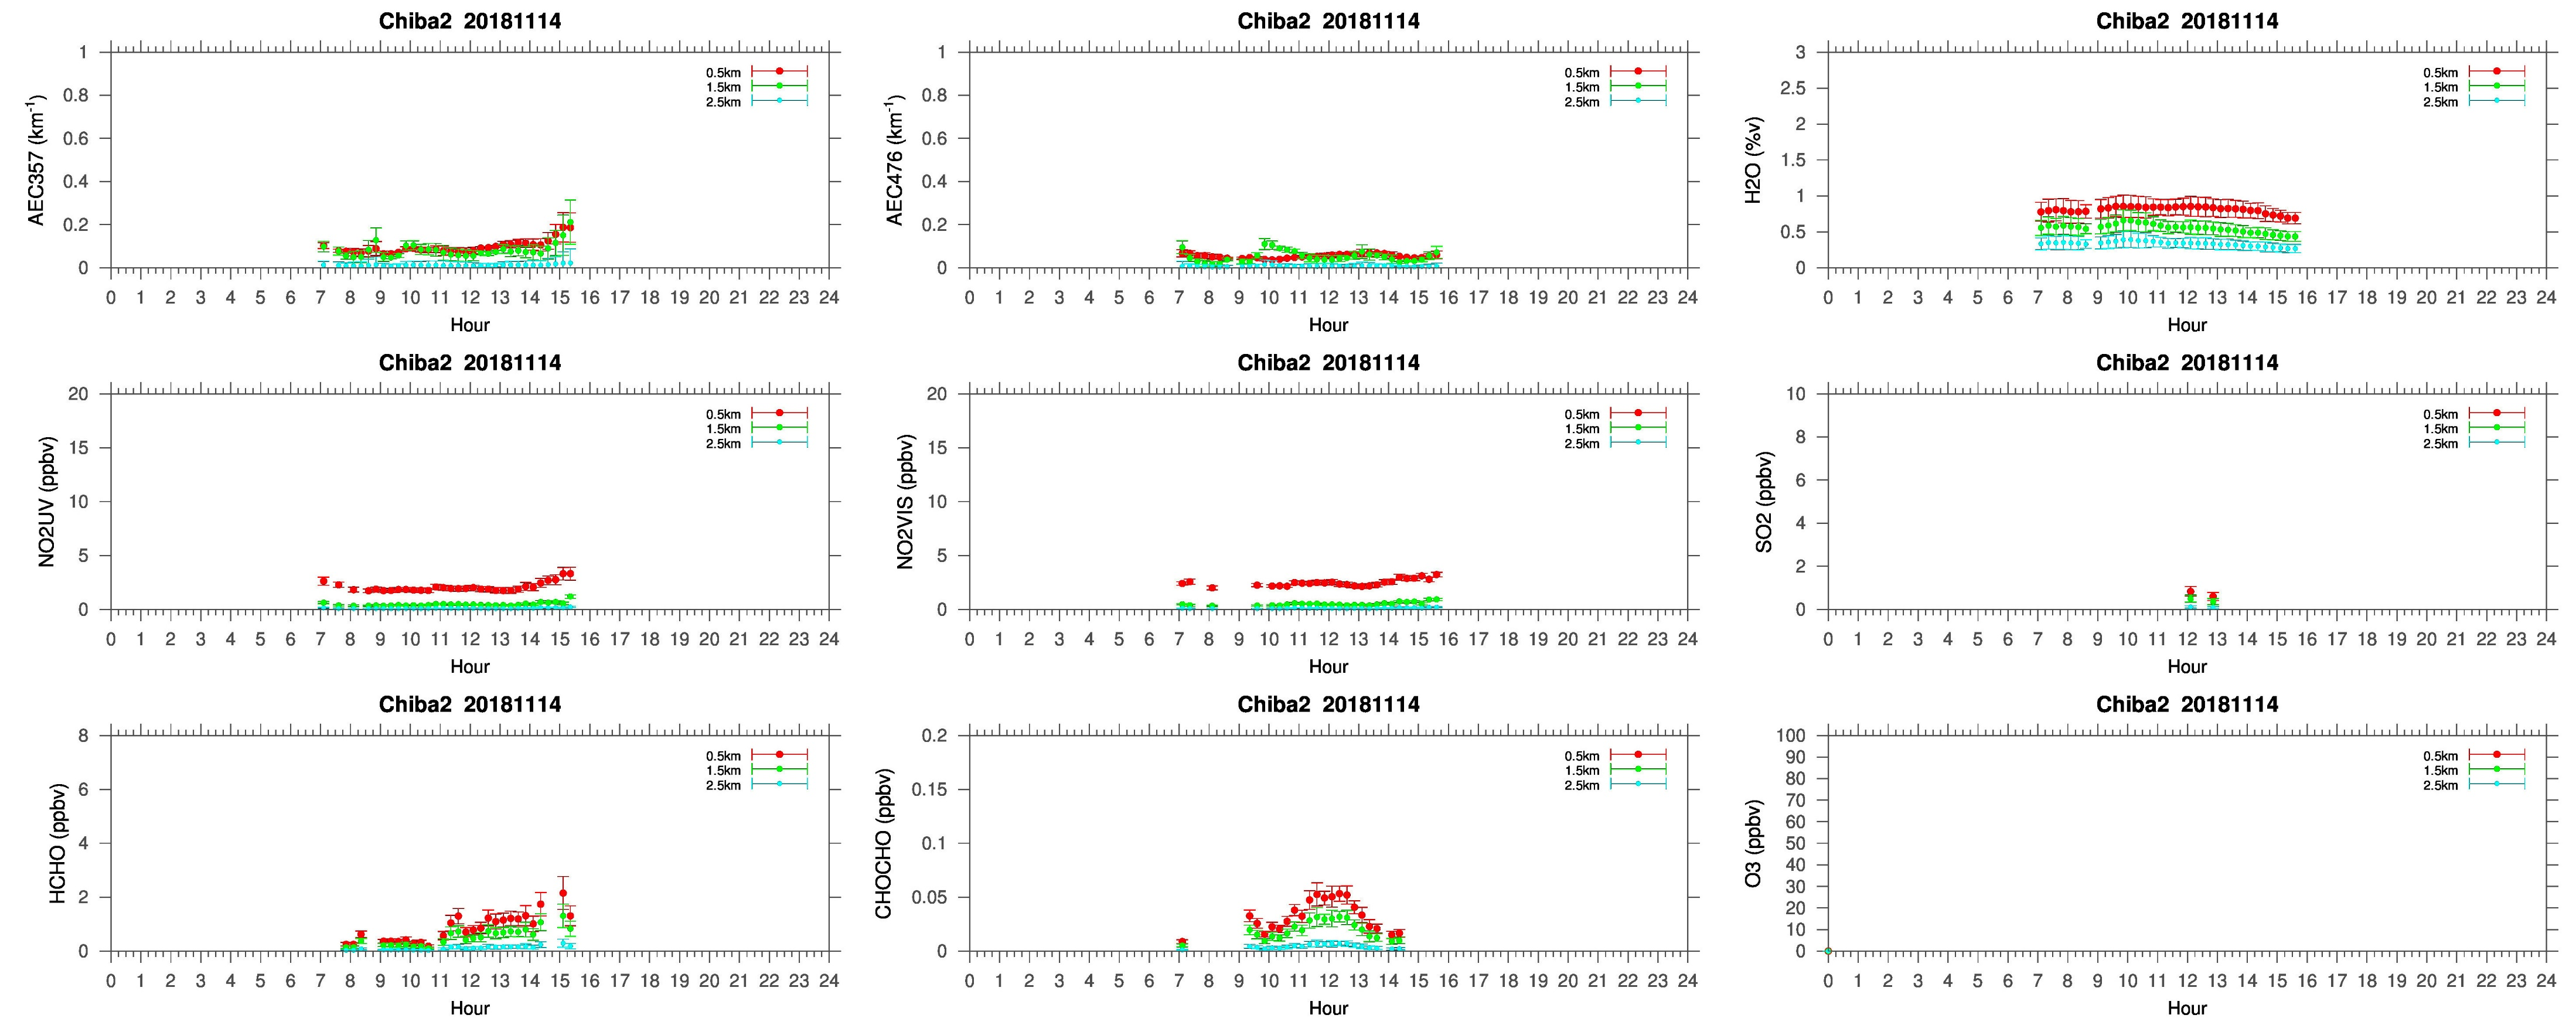 Chiba2 20181114
AEC357 (km-1)
1
0.8
0.6
0.4
0.2
0
0.5km
1.5km
2.5km
0 1 2 3 4 5 6 7 8 9 10 11 12 13 14 15 16 17 18 19 20 21 22 23 24
Hour
Chiba2 20181114
AEC476 (km-1)
1
0.8
0.6
0.4
0.2
0
0.5km
1.5km
2.5km
0 1 2 3 4 5 6 7 8 9 10 11 12 13 14 15 16 17 18 19 20 21 22 23 24
Hour
Chiba2 20181114
H2O (%v)
3
2.5
2
1.5
1
0.5
0
0.5km
1.5km
2.5km
0 1 2 3 4 5 6 7 8 9 10 11 12 13 14 15 16 17 18 19 20 21 22 23 24
Hour
Chiba2 20181114
NO2UV (ppbv)
20
15
10
5
0
0.5km
1.5km
2.5km
0 1 2 3 4 5 6 7 8 9 10 11 12 13 14 15 16 17 18 19 20 21 22 23 24
Hour
Chiba2 20181114
NO2VIS (ppbv)
20
15
10
5
0
0.5km
1.5km
2.5km
0 1 2 3 4 5 6 7 8 9 10 11 12 13 14 15 16 17 18 19 20 21 22 23 24
Hour
Chiba2 20181114
SO2 (ppbv)
10
8
6
4
2
0
0.5km
1.5km
2.5km
0 1 2 3 4 5 6 7 8 9 10 11 12 13 14 15 16 17 18 19 20 21 22 23 24
Hour
Chiba2 20181114
HCHO (ppbv)
8
6
4
2
0
0.5km
1.5km
2.5km
0 1 2 3 4 5 6 7 8 9 10 11 12 13 14 15 16 17 18 19 20 21 22 23 24
Hour
Chiba2 20181114
CHOCHO (ppbv)
0.2
0.15
0.1
0.05
0
0.5km
1.5km
2.5km
0 1 2 3 4 5 6 7 8 9 10 11 12 13 14 15 16 17 18 19 20 21 22 23 24
Hour
Chiba2 20181114
O3 (ppbv)
100
90
80
70
60
50
40
30
20
10
0
0.5km
1.5km
2.5km
0 1 2 3 4 5 6 7 8 9 10 11 12 13 14 15 16 17 18 19 20 21 22 23 24
Hour